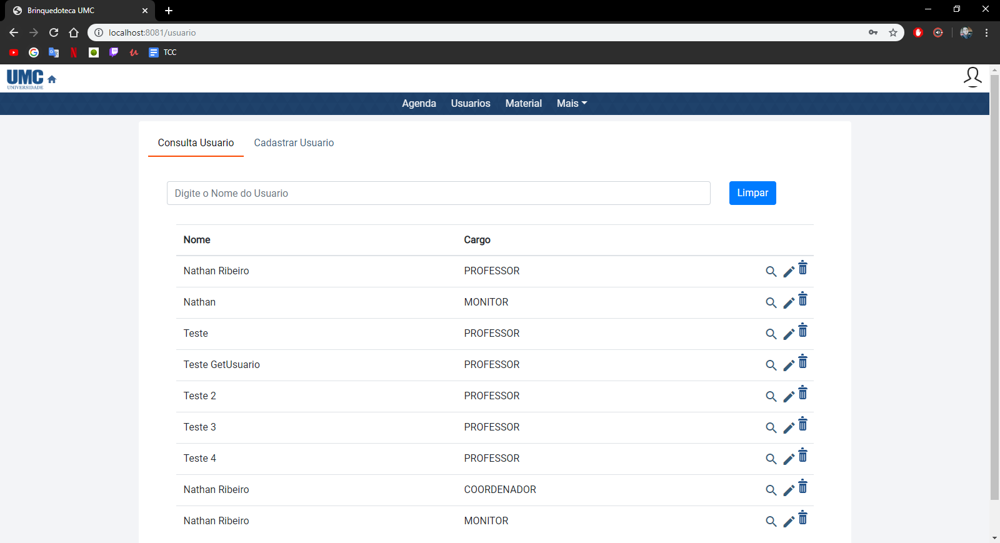 Brinquedoteca UMC
localhost:8081/usuario
TCC
UMC
UNIVERSIDADE
Agenda Usuarios Material Mais
Consulta Usuario Cadastrar Usuario
Digite o Nome do Usuario Limpar
Nome Cargo
Nathan Ribeiro PROFESSOR
Nathan MONITOR
Teste PROFESSOR
Teste GetUsuario PROFESSOR
Teste 2 PROFESSOR
Teste 3 PROFESSOR
Teste 4 PROFESSOR
Nathan Ribeiro COORDENADOR
Nathan Ribeiro MONITOR